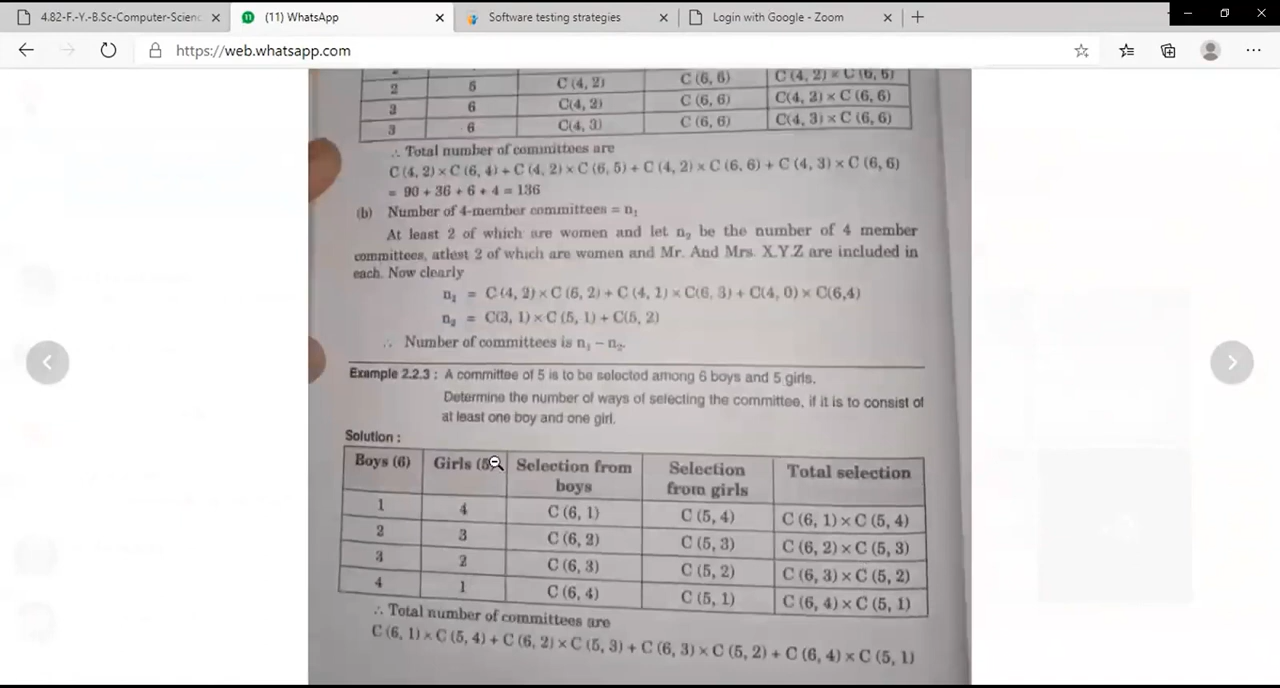 4.82-F.-Y.-B.Sc-Computer-Scien
(11) WhatsApp
Software testing strategies
Login with Google - Zoom
https://web.whatsapp.com
2 5 C (4, 2) C (6, 6) C (4, 2) × C (6, 5)
3 6 C(4, 2) C (6, 6) C(4, 2) × C (6, 6)
3 6 C(4, 3) C (6, 6) C(4, 3) × C (6, 6)
∴ Total number of committees are
C (4, 2) × C (6, 4) + C (4, 2) × C (6, 5) + C (4, 2) × C (6, 6) + C (4, 3) × C (6, 6)
= 90 + 36 + 6 + 4 = 136
(b) Number of 4-member committees = n₁
At least 2 of which are women and let n₂ be the number of 4 member
committees, atlest 2 of which are women and Mr. And Mrs. X.Y.Z are included in
each. Now clearly
n₁ = C (4, 2) × C (6, 2) + C (4, 1) × C(6, 3) + C(4, 0) × C(6,4)
n₂ = C(3, 1) × C (5, 1) + C(5, 2)
∴ Number of committees is n₁ – n₂.
Example 2.2.3 : A committee of 5 is to be selected among 6 boys and 5 girls.
Determine the number of ways of selecting the committee, if it is to consist of
at least one boy and one girl.
Solution :
Boys (6) Girls (5 Selection from boys Selection from girls Total selection
1 4 C (6, 1) C (5, 4) C (6, 1) × C (5, 4)
2 3 C (6, 2) C (5, 3) C (6, 2) × C (5, 3)
3 2 C (6, 3) C (5, 2) C (6, 3) × C (5, 2)
4 1 C (6, 4) C (5, 1) C (6, 4) × C (5, 1)
∴ Total number of committees are
C (6, 1) × C (5, 4) + C (6, 2) × C (5, 3) + C (6, 3) × C (5, 2) + C (6, 4) × C (5, 1)